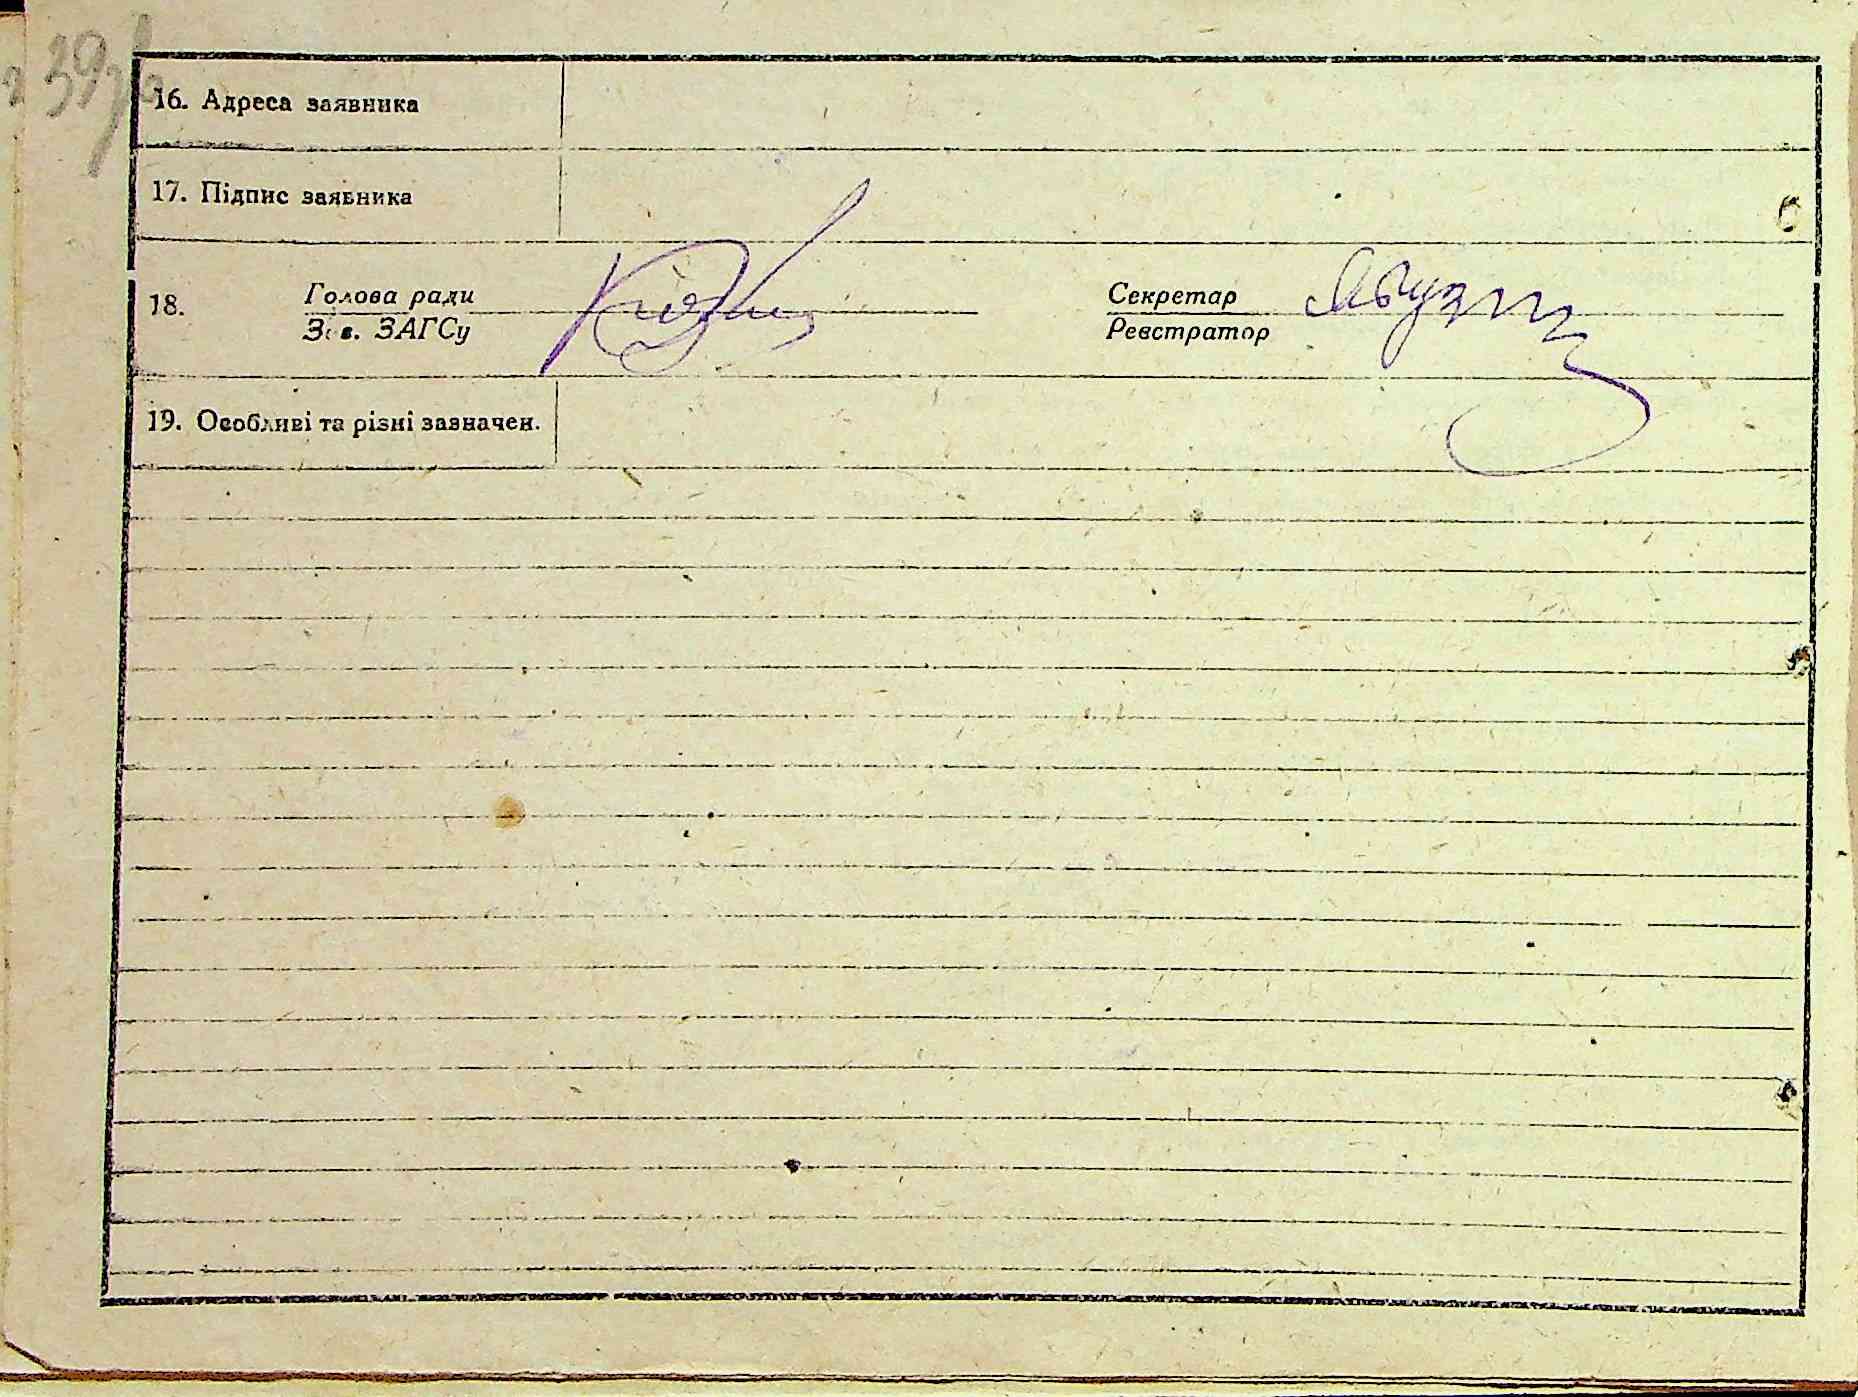 39
16. Адреса заявника
17. Підпис заявника
18. Голова ради Секретар
Зав. ЗАГСу Реєстратор
19. Особливі та різні зазначен.